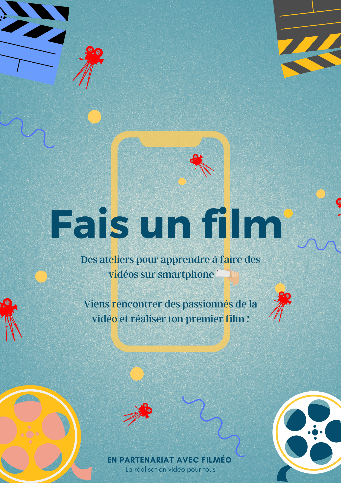 Fais un film
Des ateliers pour apprendre à faire des
vidéos sur smartphone
Viens rencontrer des passionnés de la
vidéo et réaliser ton premier film !
EN PARTENARIAT AVEC FILMÉO
La réalisation vidéo pour tous